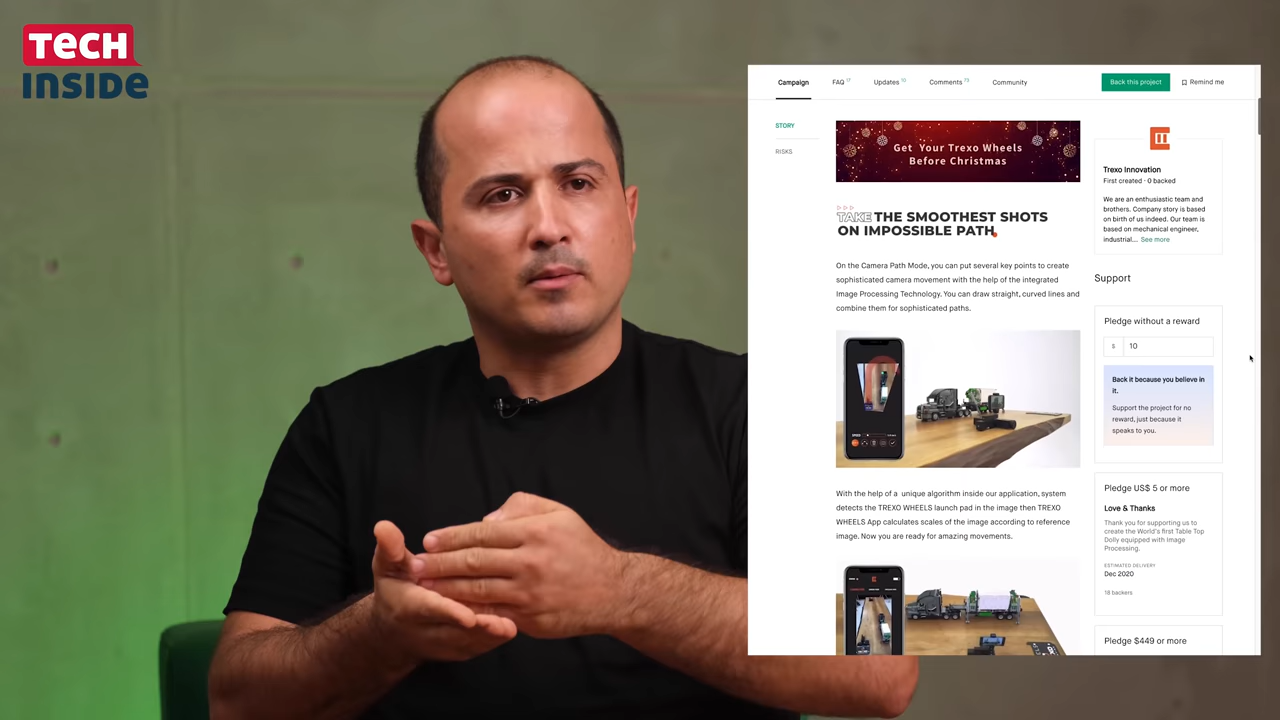 TECH
INSIDE
Campaign
FAQ 17
Updates 10
Comments 73
Community
Back this project
Remind me
STORY
RISKS
Get Your Trexo Wheels
Before Christmas
TAKE THE SMOOTHEST SHOTS
ON IMPOSSIBLE PATH
On the Camera Path Mode, you can put several key points to create
sophisticated camera movement with the help of the integrated
Image Processing Technology. You can draw straight, curved lines and
combine them for sophisticated paths.
With the help of a unique algorithm inside our application, system
detects the TREXO WHEELS launch pad in the image then TREXO
WHEELS App calculates scales of the image according to reference
image. Now you are ready for amazing movements.
Trexo Innovation
First created · 0 backed
We are an enthusiastic team and
brothers. Company story is based
on birth of us indeed. Our team is
based on mechanical engineer,
industrial... See more
Support
Pledge without a reward
$ 10
Back it because you believe in
it.
Support the project for no
reward, just because it
speaks to you.
Pledge US$ 5 or more
Love & Thanks
Thank you for supporting us to
create the World's first Table Top
Dolly equipped with Image
Processing.
ESTIMATED DELIVERY
Dec 2020
18 backers
Pledge $449 or more